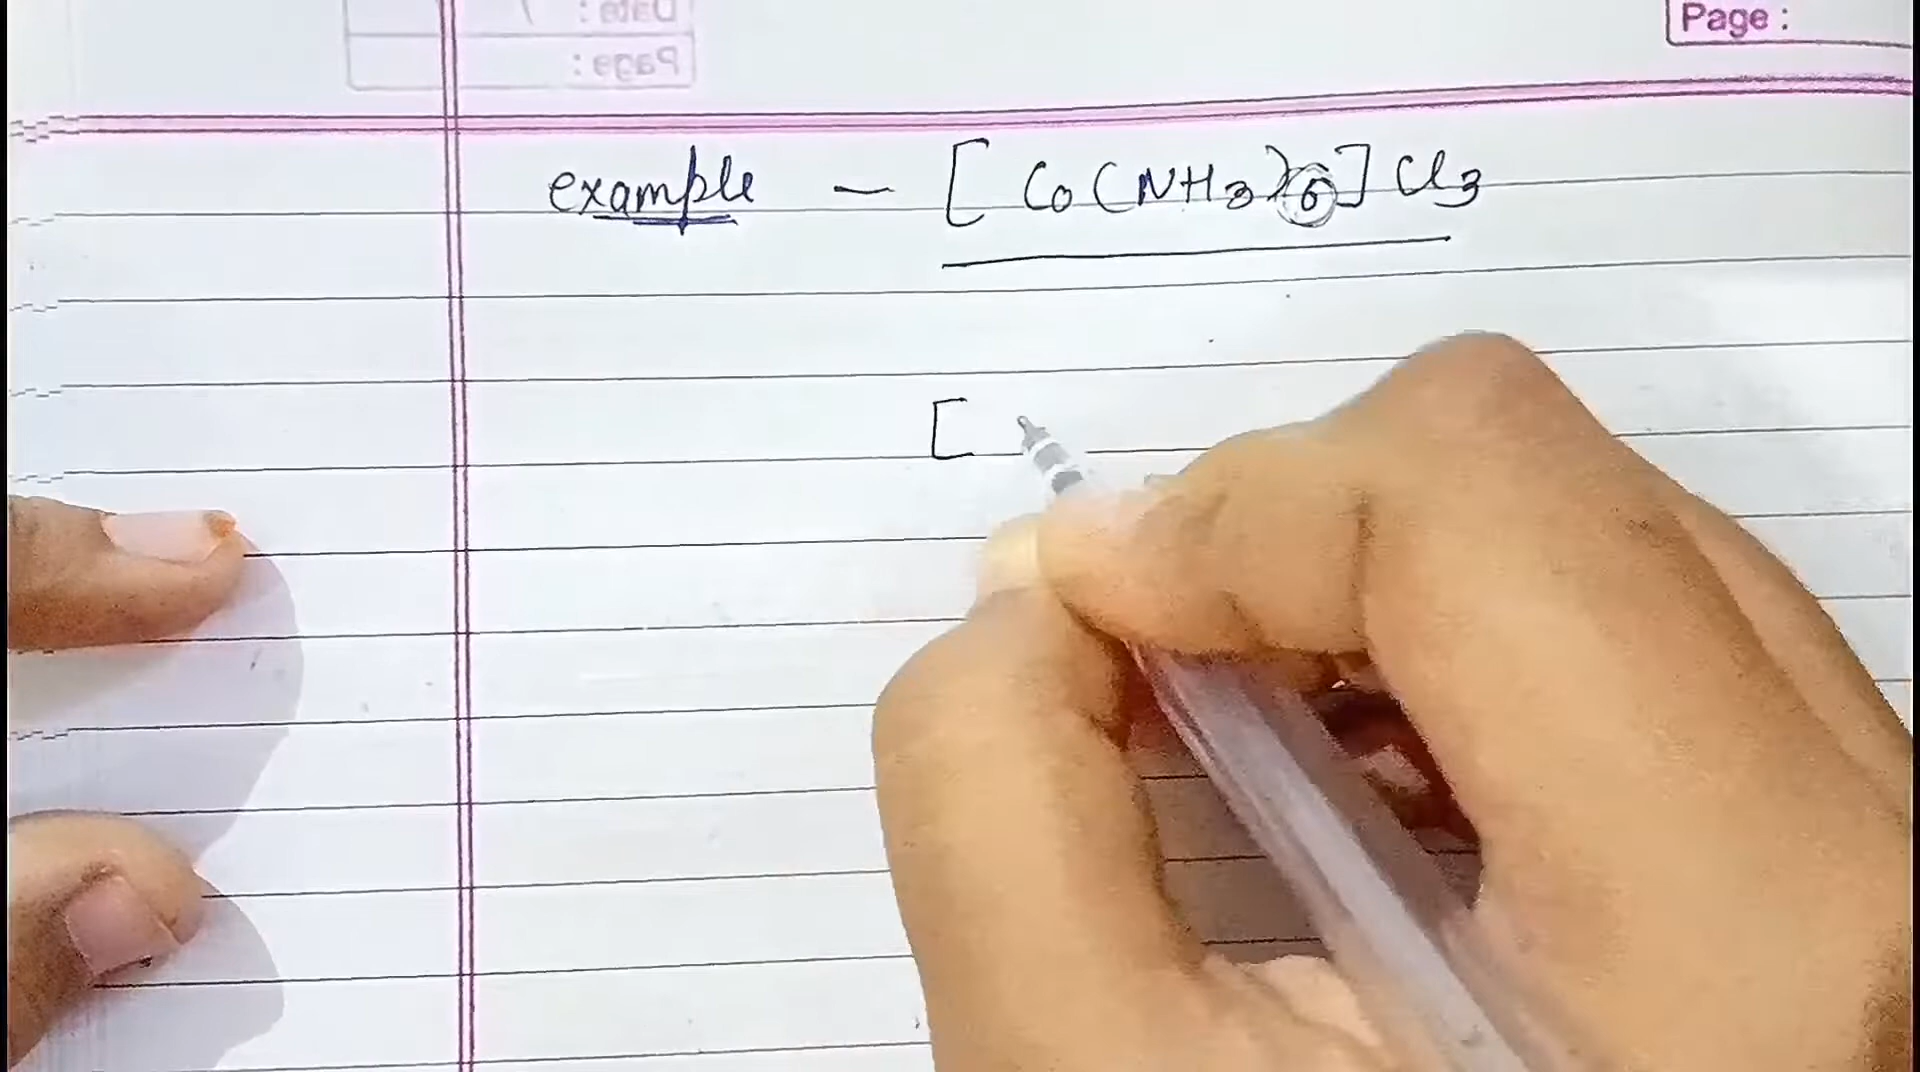 Date :
Page :
Page :
example — [ Co(NH3)6 ] Cl3
[